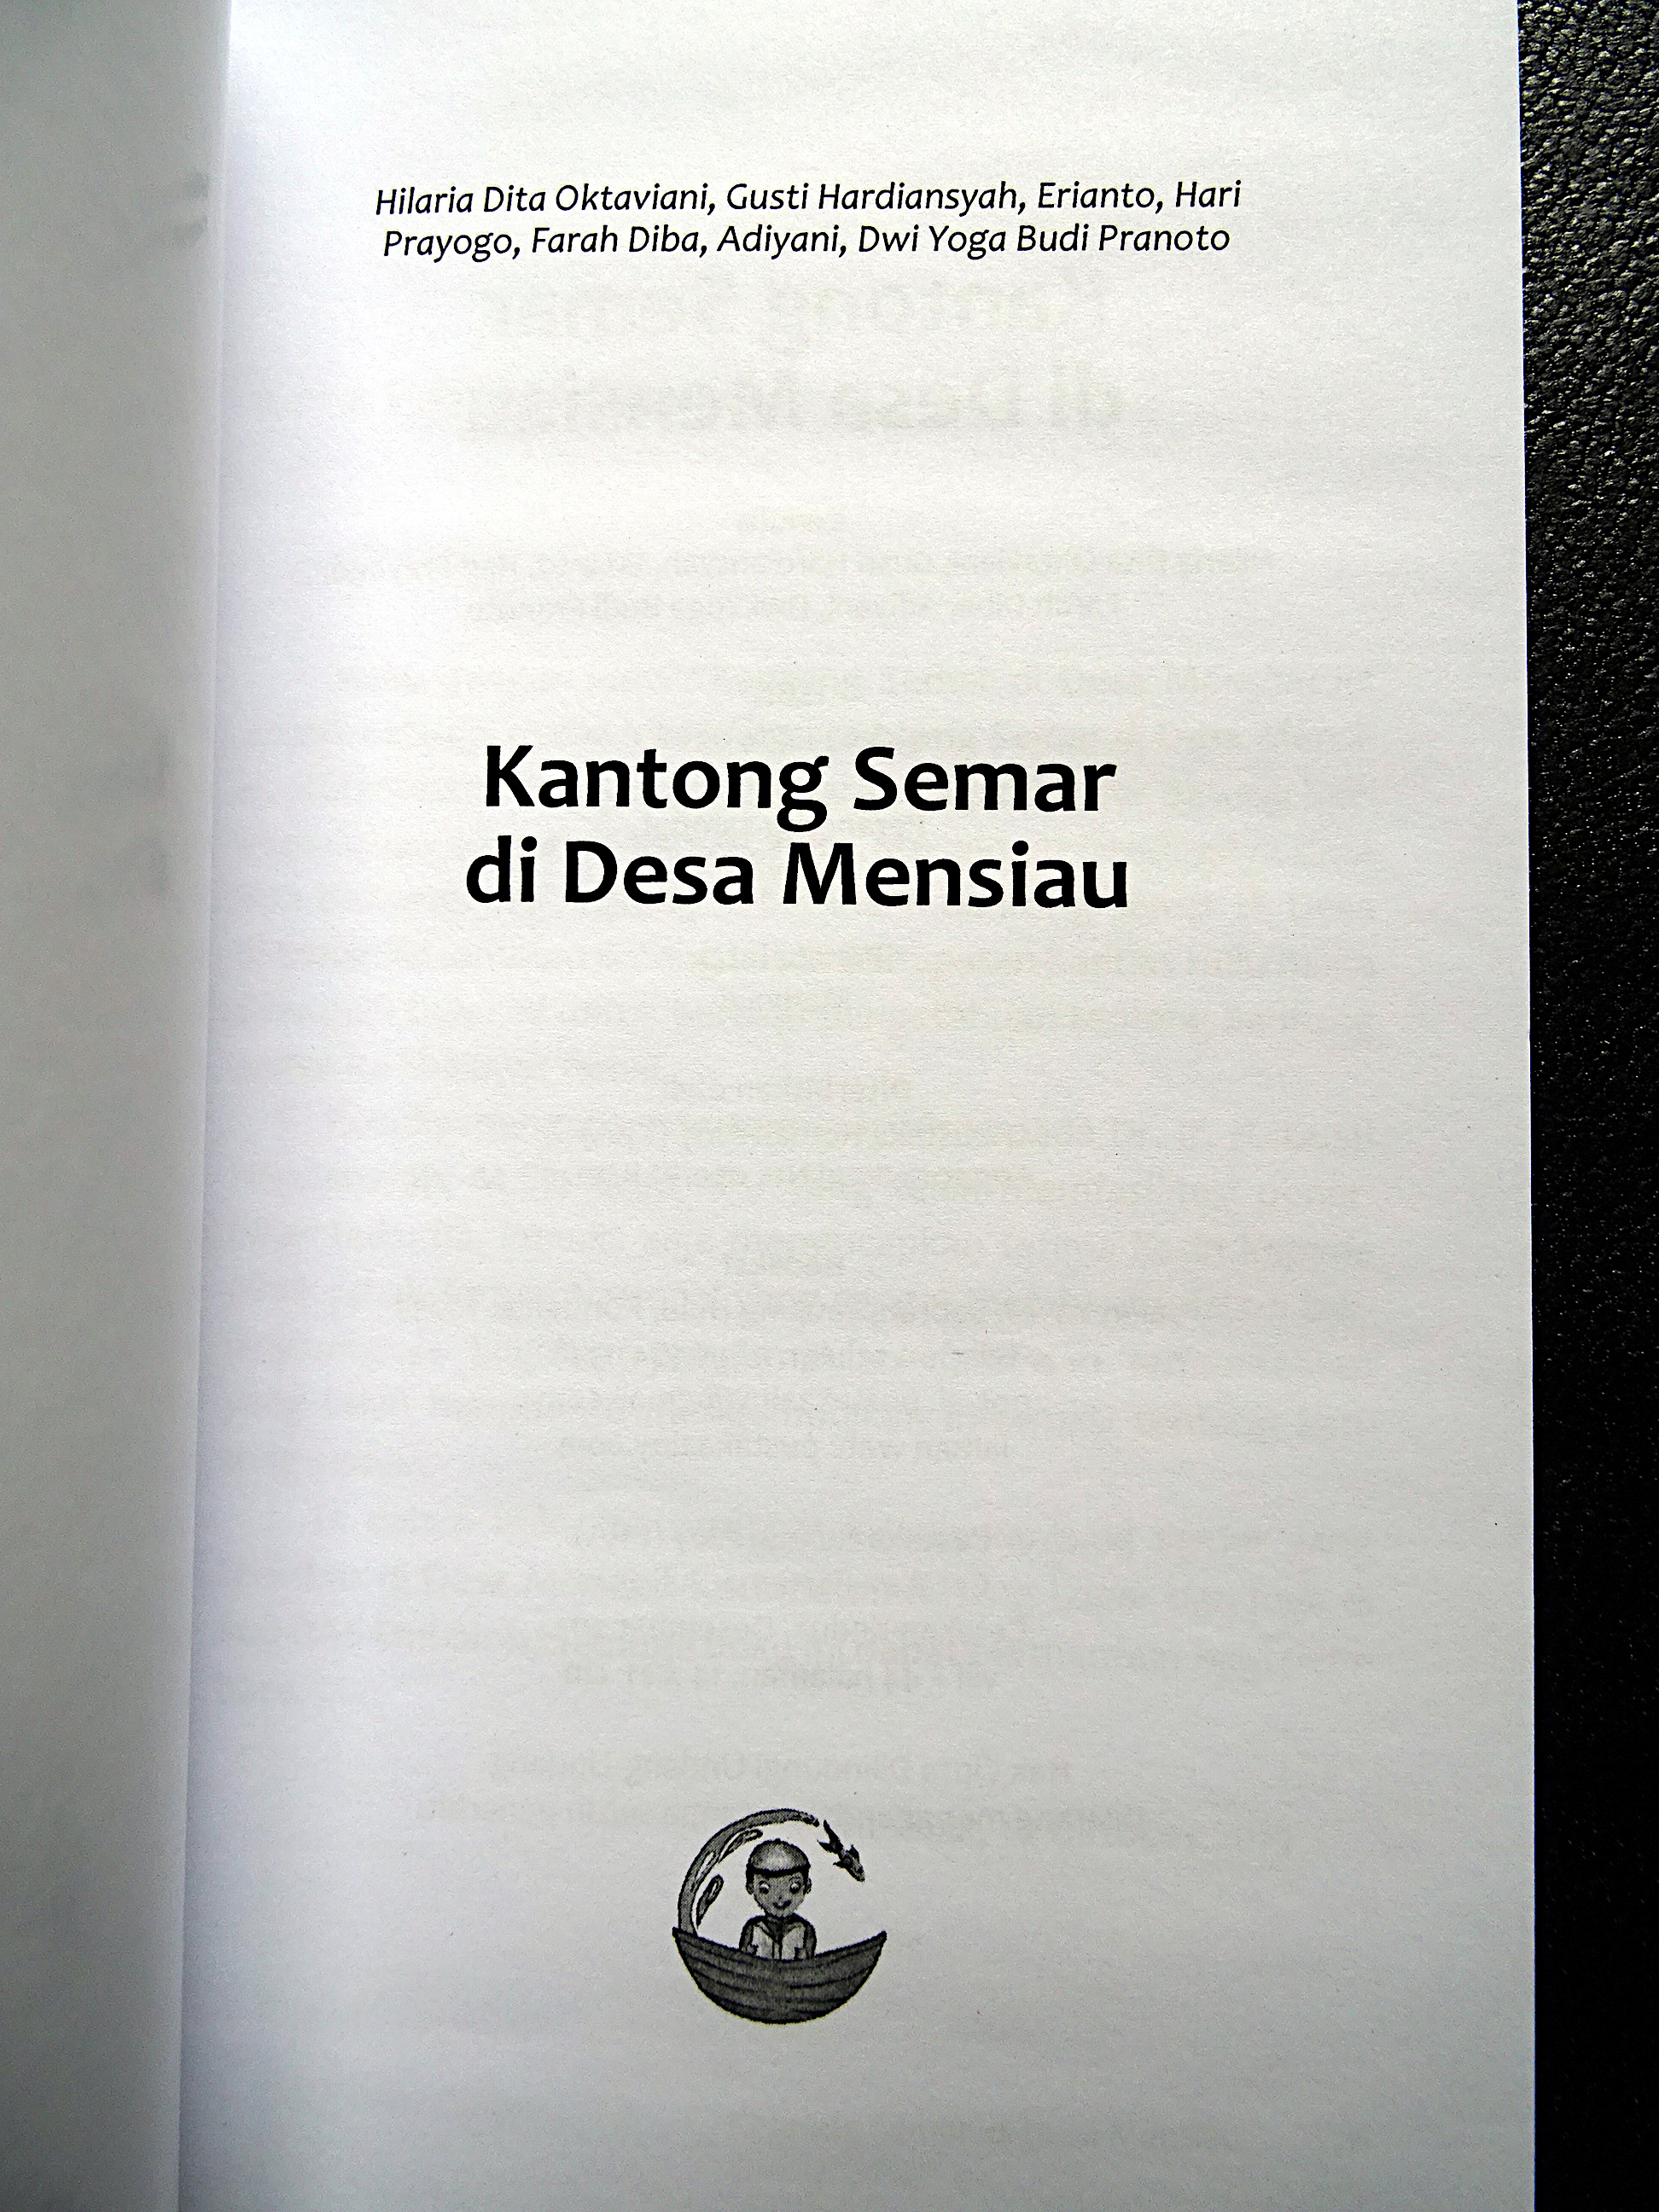 Hilaria Dita Oktaviani, Gusti Hardiansyah, Erianto, Hari
Prayogo, Farah Diba, Adiyani, Dwi Yoga Budi Pranoto
Kantong Semar
di Desa Mensiau